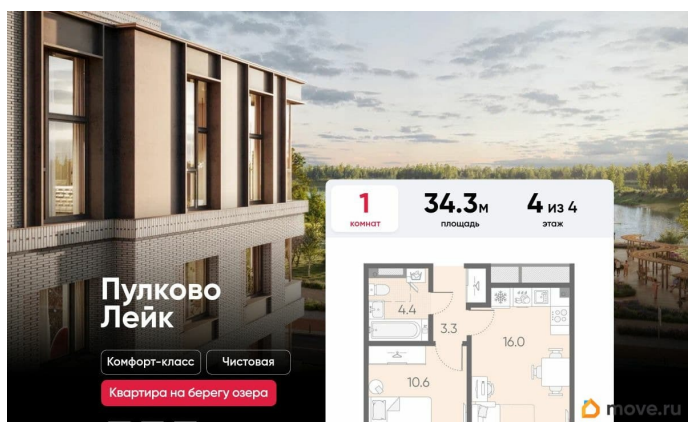 1
комнат
34.3м
площадь
4 из 4
этаж
Пулково
Лейк
Комфорт-класс
Чистовая
Квартира на берегу озера
4.4
3.3
16.0
10.6
move.ru